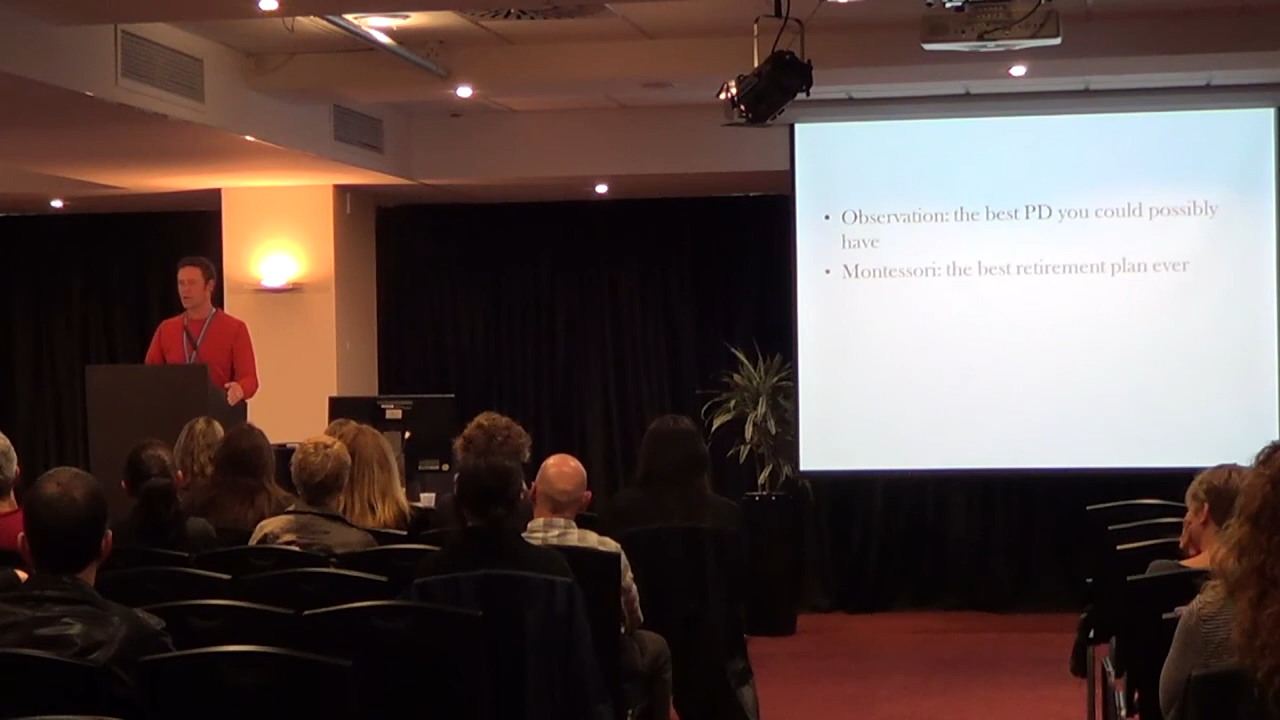 • Observation: the best PD you could possibly
have
• Montessori: the best retirement plan ever